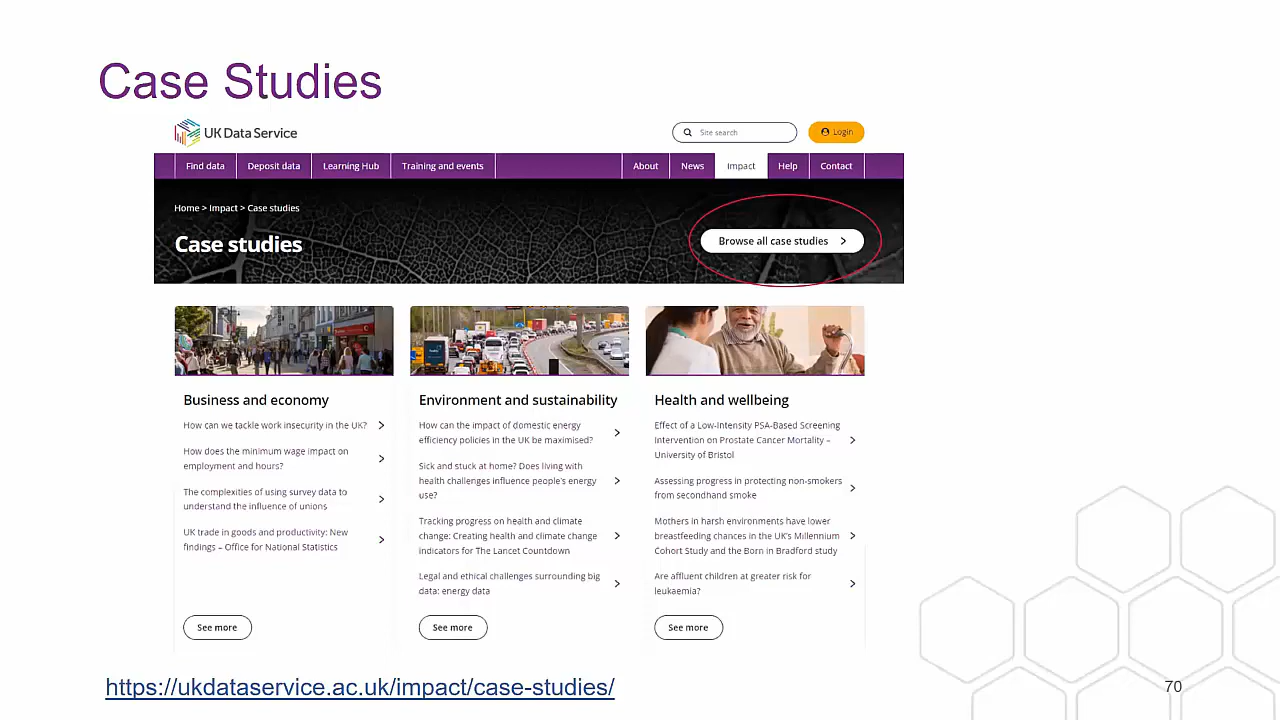 Case Studies
UK Data Service
Site search
Login
Find data
Deposit data
Learning Hub
Training and events
About
News
Impact
Help
Contact
Home > Impact > Case studies
Case studies
Browse all case studies
Business and economy
How can we tackle work insecurity in the UK?
How does the minimum wage impact on
employment and hours?
The complexities of using survey data to
understand the influence of unions
UK trade in goods and productivity: New
findings – Office for National Statistics
See more
Environment and sustainability
How can the impact of domestic energy
efficiency policies in the UK be maximised?
Sick and stuck at home? Does living with
health challenges influence people's energy
use?
Tracking progress on health and climate
change: Creating health and climate change
indicators for The Lancet Countdown
Legal and ethical challenges surrounding big
data: energy data
See more
Health and wellbeing
Effect of a Low-Intensity PSA-Based Screening
Intervention on Prostate Cancer Mortality –
University of Bristol
Assessing progress in protecting non-smokers
from secondhand smoke
Mothers in harsh environments have lower
breastfeeding chances in the UK's Millennium
Cohort Study and the Born in Bradford study
Are affluent children at greater risk for
leukaemia?
See more
https://ukdataservice.ac.uk/impact/case-studies/
70